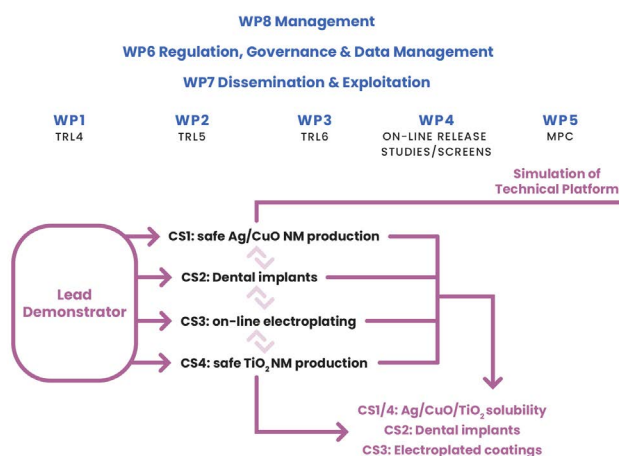 WP8 Management
WP6 Regulation, Governance & Data Management
WP7 Dissemination & Exploitation
WP1
TRL4
WP2
TRL5
WP3
TRL6
WP4
ON-LINE RELEASE
STUDIES/SCREENS
WP5
MPC
Simulation of
Technical Platform
Lead
Demonstrator
CS1: safe Ag/CuO NM production
CS2: Dental implants
CS3: on-line electroplating
CS4: safe TiO₂ NM production
CS1/4: Ag/CuO/TiO₂ solubility
CS2: Dental implants
CS3: Electroplated coatings